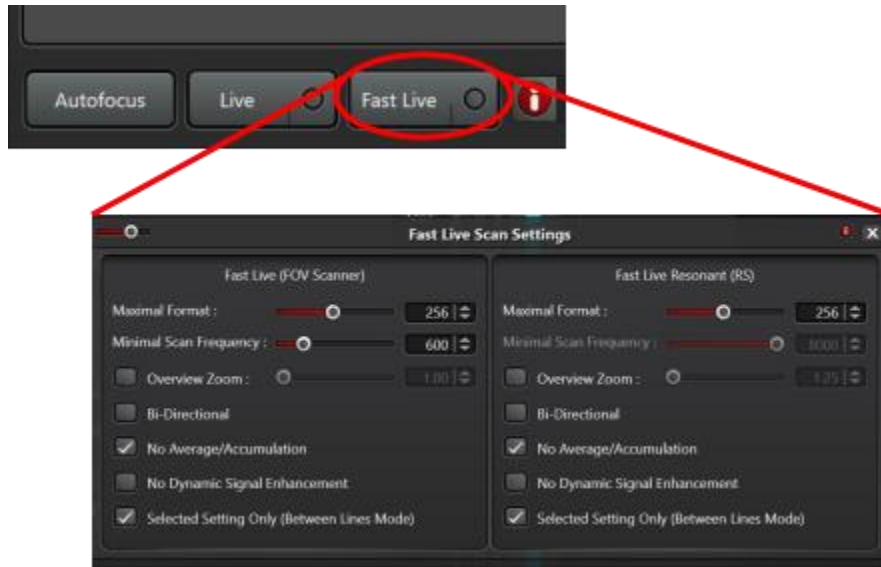 Autofocus
Live
Fast Live
Fast Live Scan Settings
Fast Live (FOV Scanner)
Maximal Format :
256
Minimal Scan Frequency :
600
Overview Zoom :
1.00
Bi-Directional
No Average/Accumulation
No Dynamic Signal Enhancement
Selected Setting Only (Between Lines Mode)
Fast Live Resonant (RS)
Maximal Format :
256
Minimal Scan Frequency :
8000
Overview Zoom :
1.25
Bi-Directional
No Average/Accumulation
No Dynamic Signal Enhancement
Selected Setting Only (Between Lines Mode)